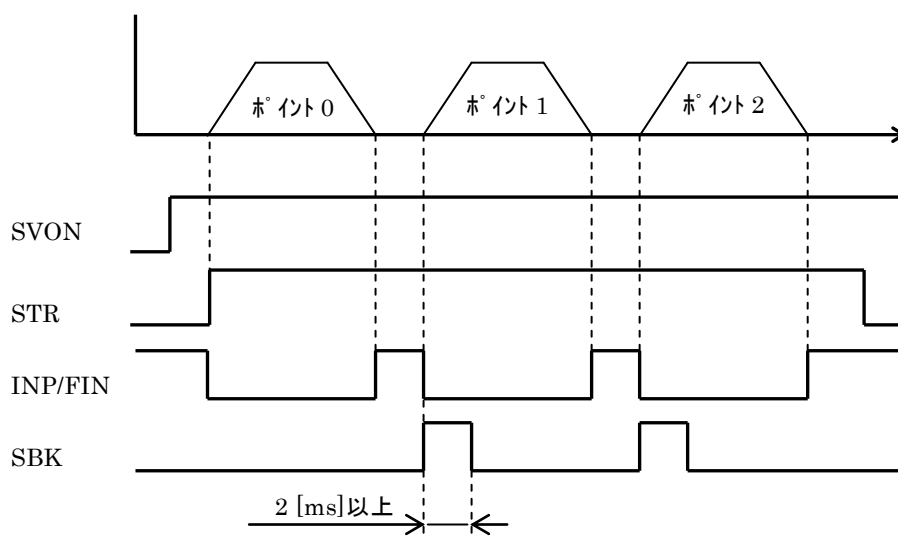 ﾎﾟｲﾝﾄ 0
ﾎﾟｲﾝﾄ 1
ﾎﾟｲﾝﾄ 2
SVON
STR
INP/FIN
SBK
2 [ms]以上